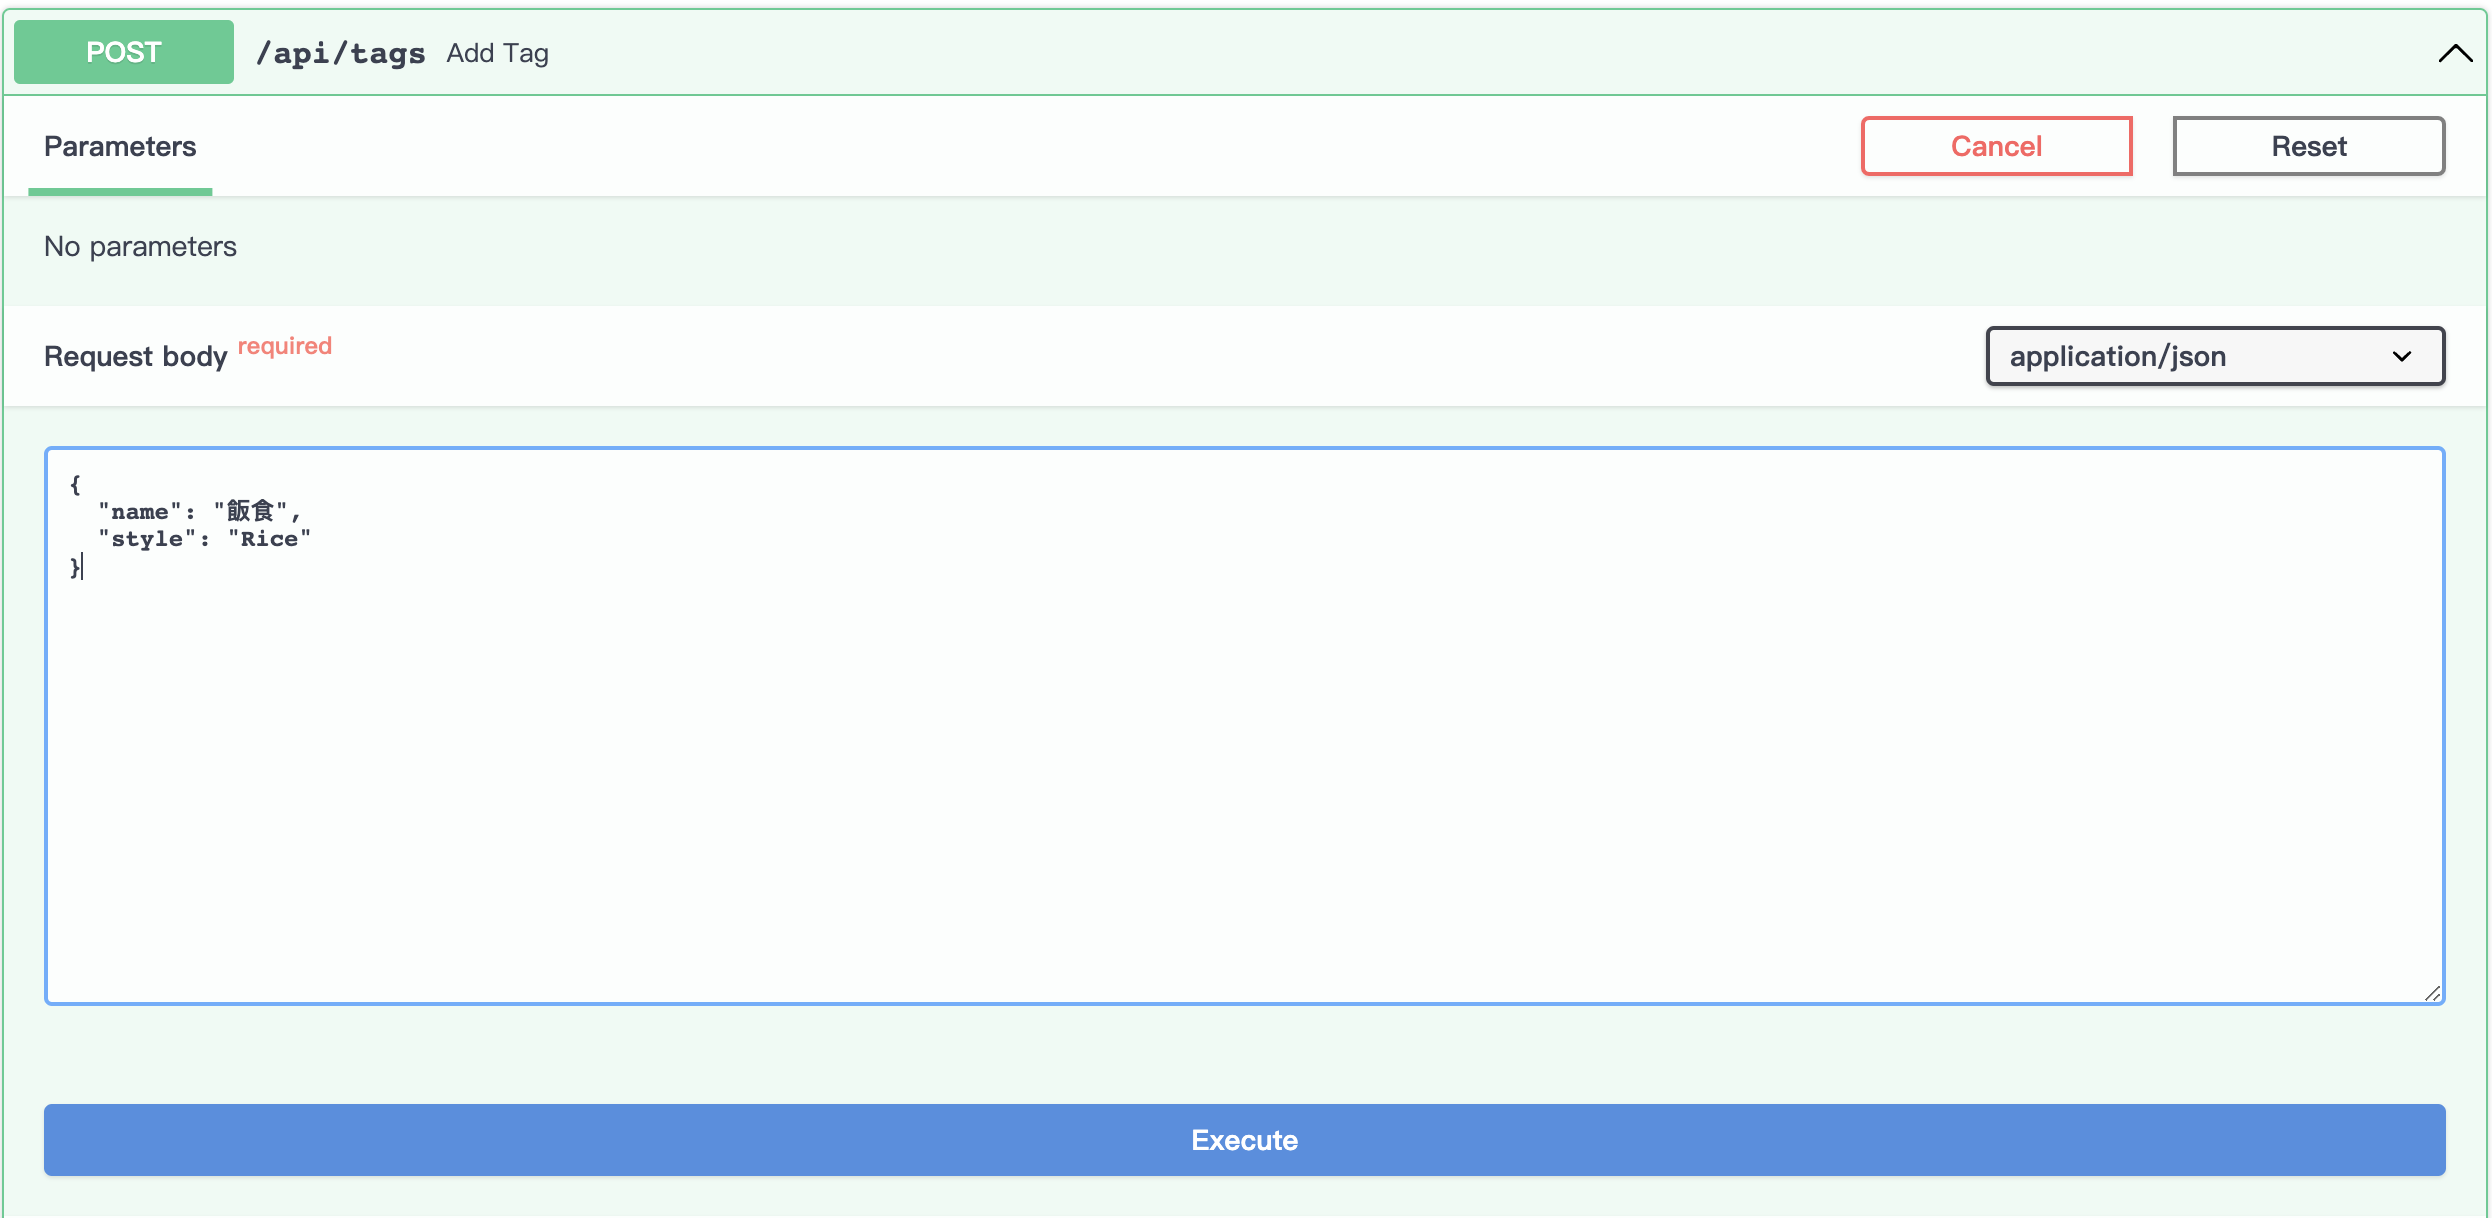 POST /api/tags Add Tag
Parameters
Cancel
Reset
No parameters
Request body required
application/json
{
  "name": "飯食",
  "style": "Rice"
}
Execute